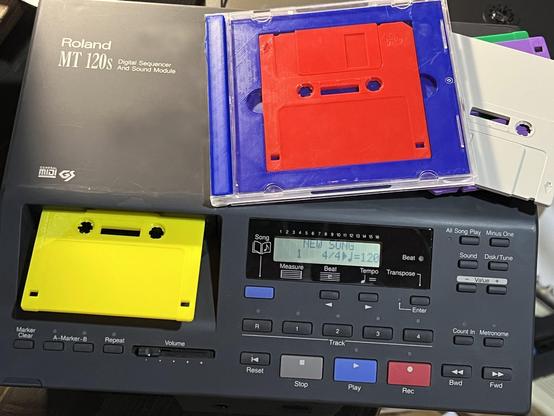 Roland
MT 120s
Digital Sequencer
And Sound Module
GENERAL
MIDI
GS
1 2 3 4 5 6 7 8 9 10 11 12 13 14 15 16
Song
NEW SONG
1 4/4 ♩=120
Beat
Measure
Beat
Tempo
Transpose
Enter
All Song Play
Minus One
Sound
Disk/Tune
− Value +
Marker
Clear
A-Marker-B
Repeat
Volume
R
1
2
3
4
Track
Count In
Metronome
Reset
Stop
Play
Rec
Bwd
Fwd